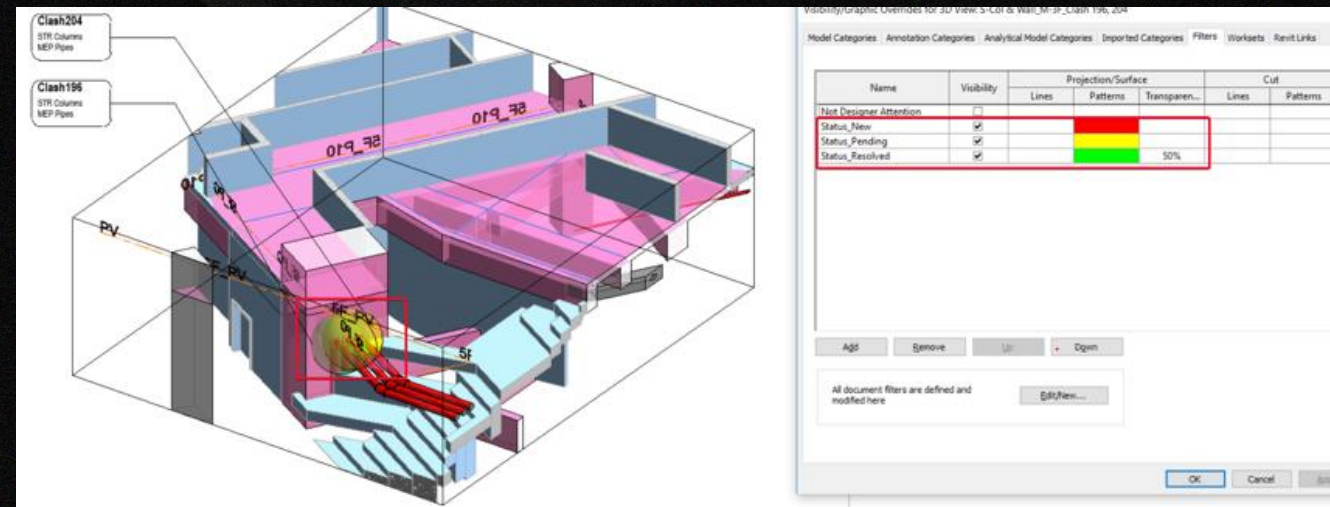 Clash204
STR Columns
MEP Pipes
Clash196
STR Columns
MEP Pipes
5F_P10
5F_P10
PV
5F_PV
5F
Visibility/Graphic Overrides for 3D View: S-Col & Wall_M-3F_Clash 196, 204
Model Categories Annotation Categories Analytical Model Categories Imported Categories Filters Worksets Revit Links
Name Visibility Projection/Surface Cut
Lines Patterns Transparen... Lines Patterns
Not Designer Attention
Status_New
Status_Pending
Status_Resolved 50%
Add Remove Up Down
All document filters are defined and
modified here
Edit/New...
OK Cancel